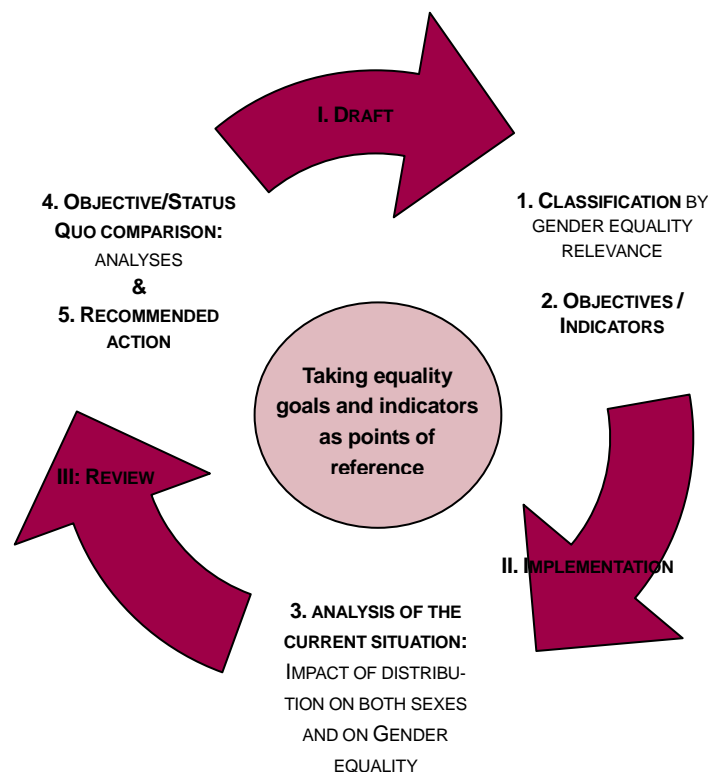 I. DRAFT
1. CLASSIFICATION BY
GENDER EQUALITY
RELEVANCE
2. OBJECTIVES /
INDICATORS
II. IMPLEMENTATION
3. ANALYSIS OF THE
CURRENT SITUATION:
IMPACT OF DISTRIBU-
TION ON BOTH SEXES
AND ON GENDER
EQUALITY
III: REVIEW
4. OBJECTIVE/STATUS
QUO COMPARISON:
ANALYSES
&
5. RECOMMENDED
ACTION
Taking equality
goals and indicators
as points of
reference